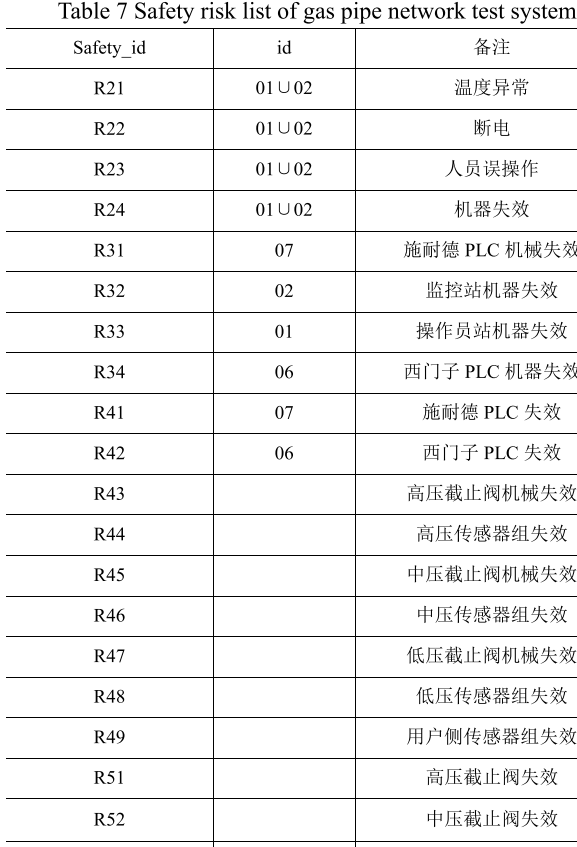 Table 7 Safety risk list of gas pipe network test system
Safety_id id 备注
R21 01∪02 温度异常
R22 01∪02 断电
R23 01∪02 人员误操作
R24 01∪02 机器失效
R31 07 施耐德 PLC 机械失效
R32 02 监控站机器失效
R33 01 操作员站机器失效
R34 06 西门子 PLC 机器失效
R41 07 施耐德 PLC 失效
R42 06 西门子 PLC 失效
R43 高压截止阀机械失效
R44 高压传感器组失效
R45 中压截止阀机械失效
R46 中压传感器组失效
R47 低压截止阀机械失效
R48 低压传感器组失效
R49 用户侧传感器组失效
R51 高压截止阀失效
R52 中压截止阀失效